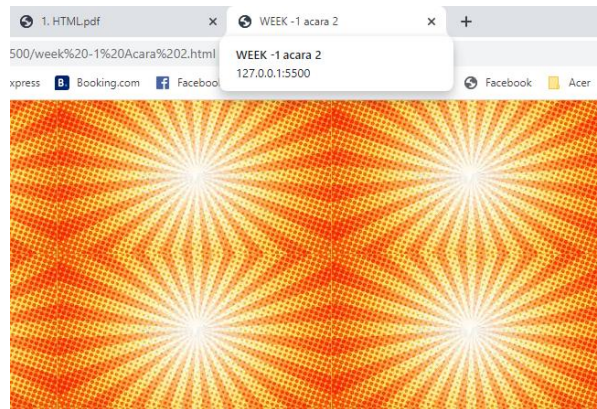 1. HTML.pdf
WEEK -1 acara 2
500/week%20-1%20Acara%202.html
WEEK -1 acara 2
127.0.0.1:5500
xpress B. Booking.com f Faceboo Facebook Acer